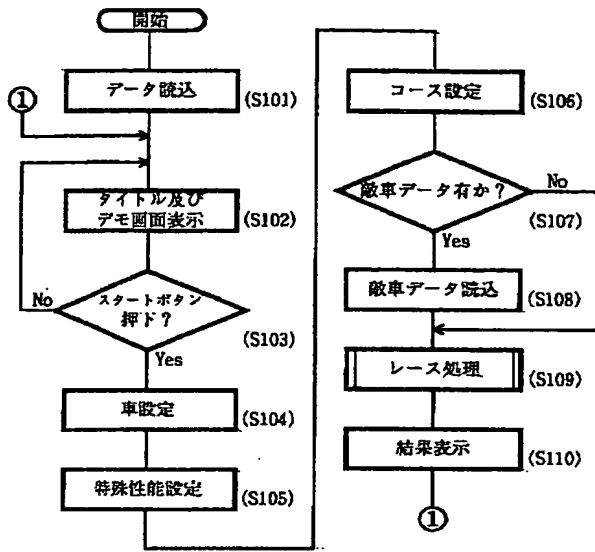 開始
データ読込
(S101)
①
タイトル及び
デモ画面表示
(S102)
スタートボタン
押下?
(S103)
No
Yes
車設定
(S104)
特殊性能設定
(S105)
コース設定
(S106)
敵車データ有か?
(S107)
No
Yes
敵車データ読込
(S108)
レース処理
(S109)
結果表示
(S110)
①